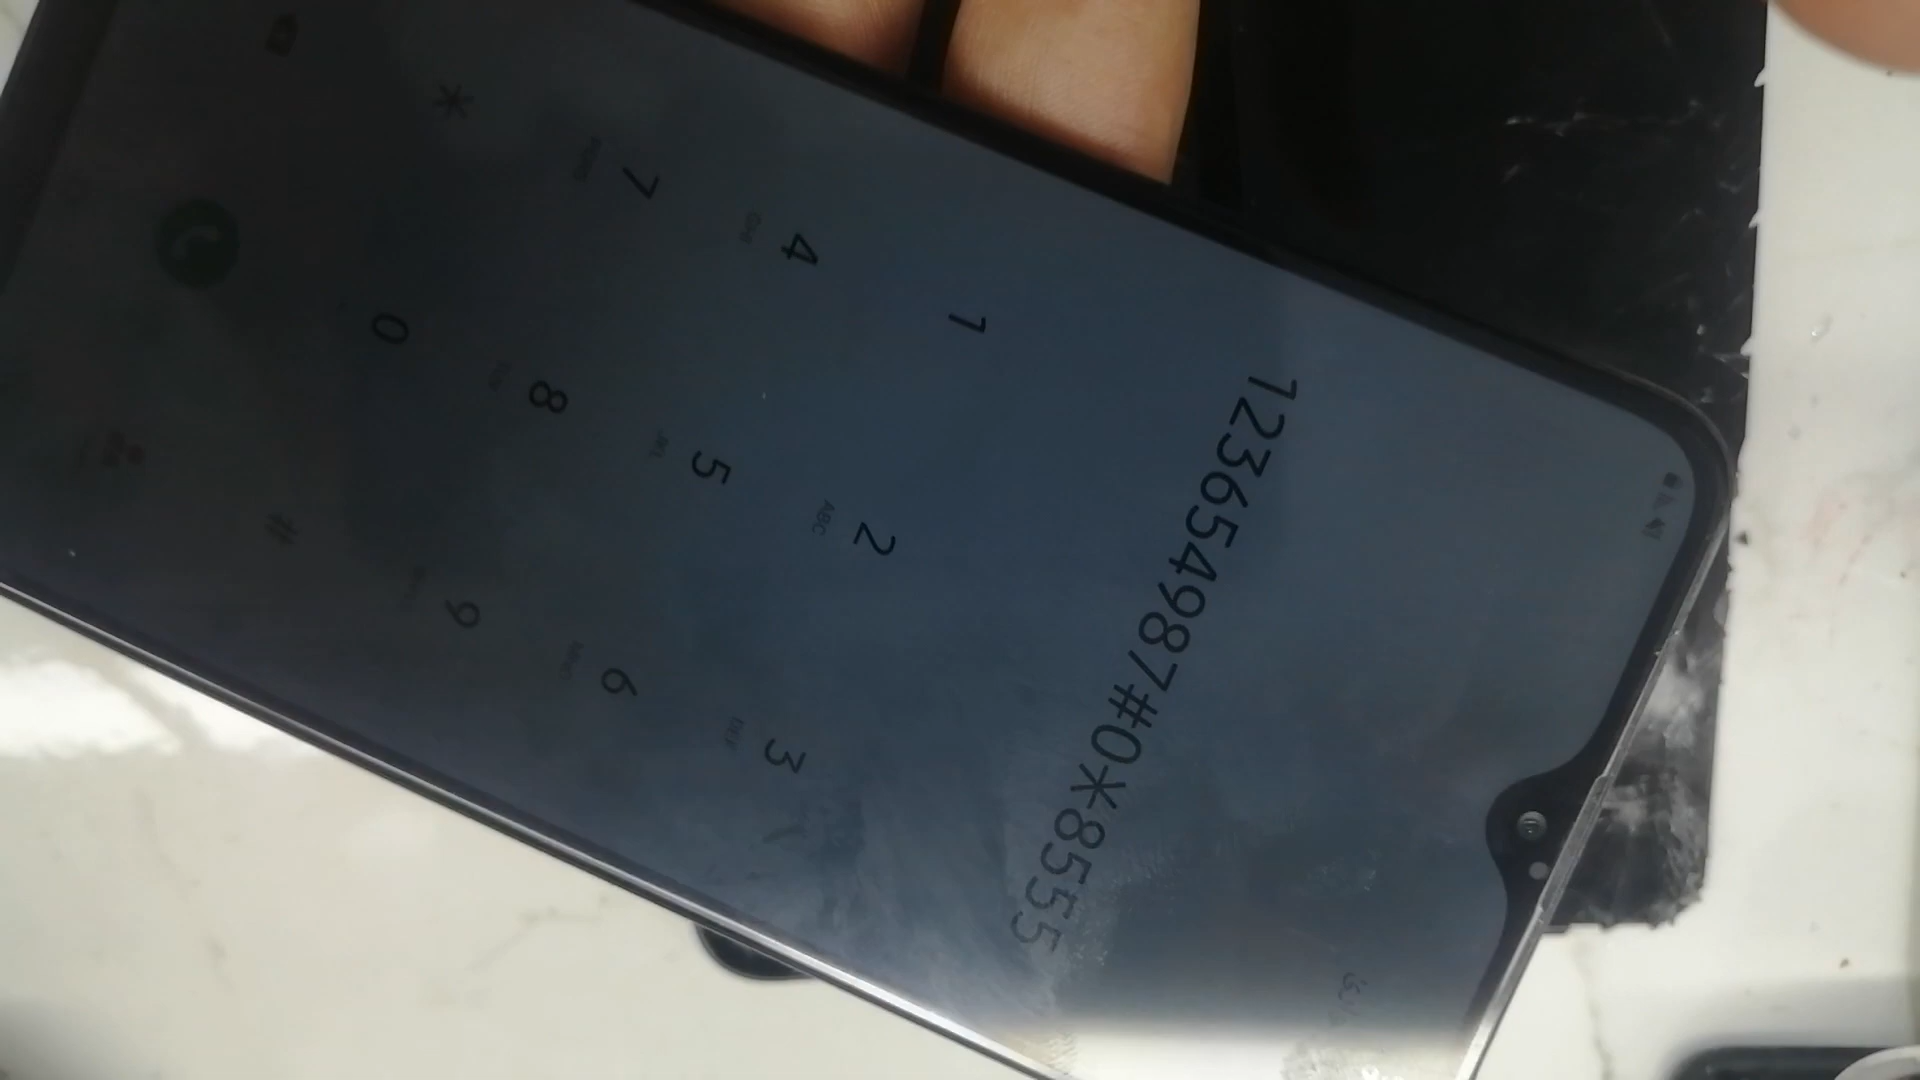 123654987#0*8555
1
2 ABC
3 DEF
4 GHI
5 JKL
6 MNO
7 PQRS
8 TUV
9
*
0
#